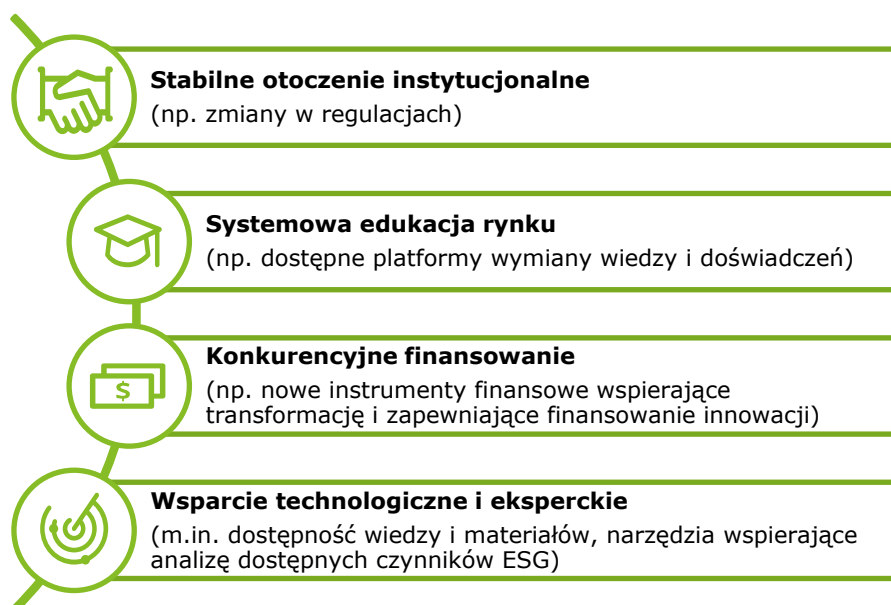 Stabilne otoczenie instytucjonalne
(np. zmiany w regulacjach)
Systemowa edukacja rynku
(np. dostępne platformy wymiany wiedzy i doświadczeń)
Konkurencyjne finansowanie
$
(np. nowe instrumenty finansowe wspierające
transformację i zapewniające finansowanie innowacji)
Wsparcie technologiczne i eksperckie
(m.in. dostępność wiedzy i materiałów, narzędzia wspierające
analizę dostępnych czynników ESG)